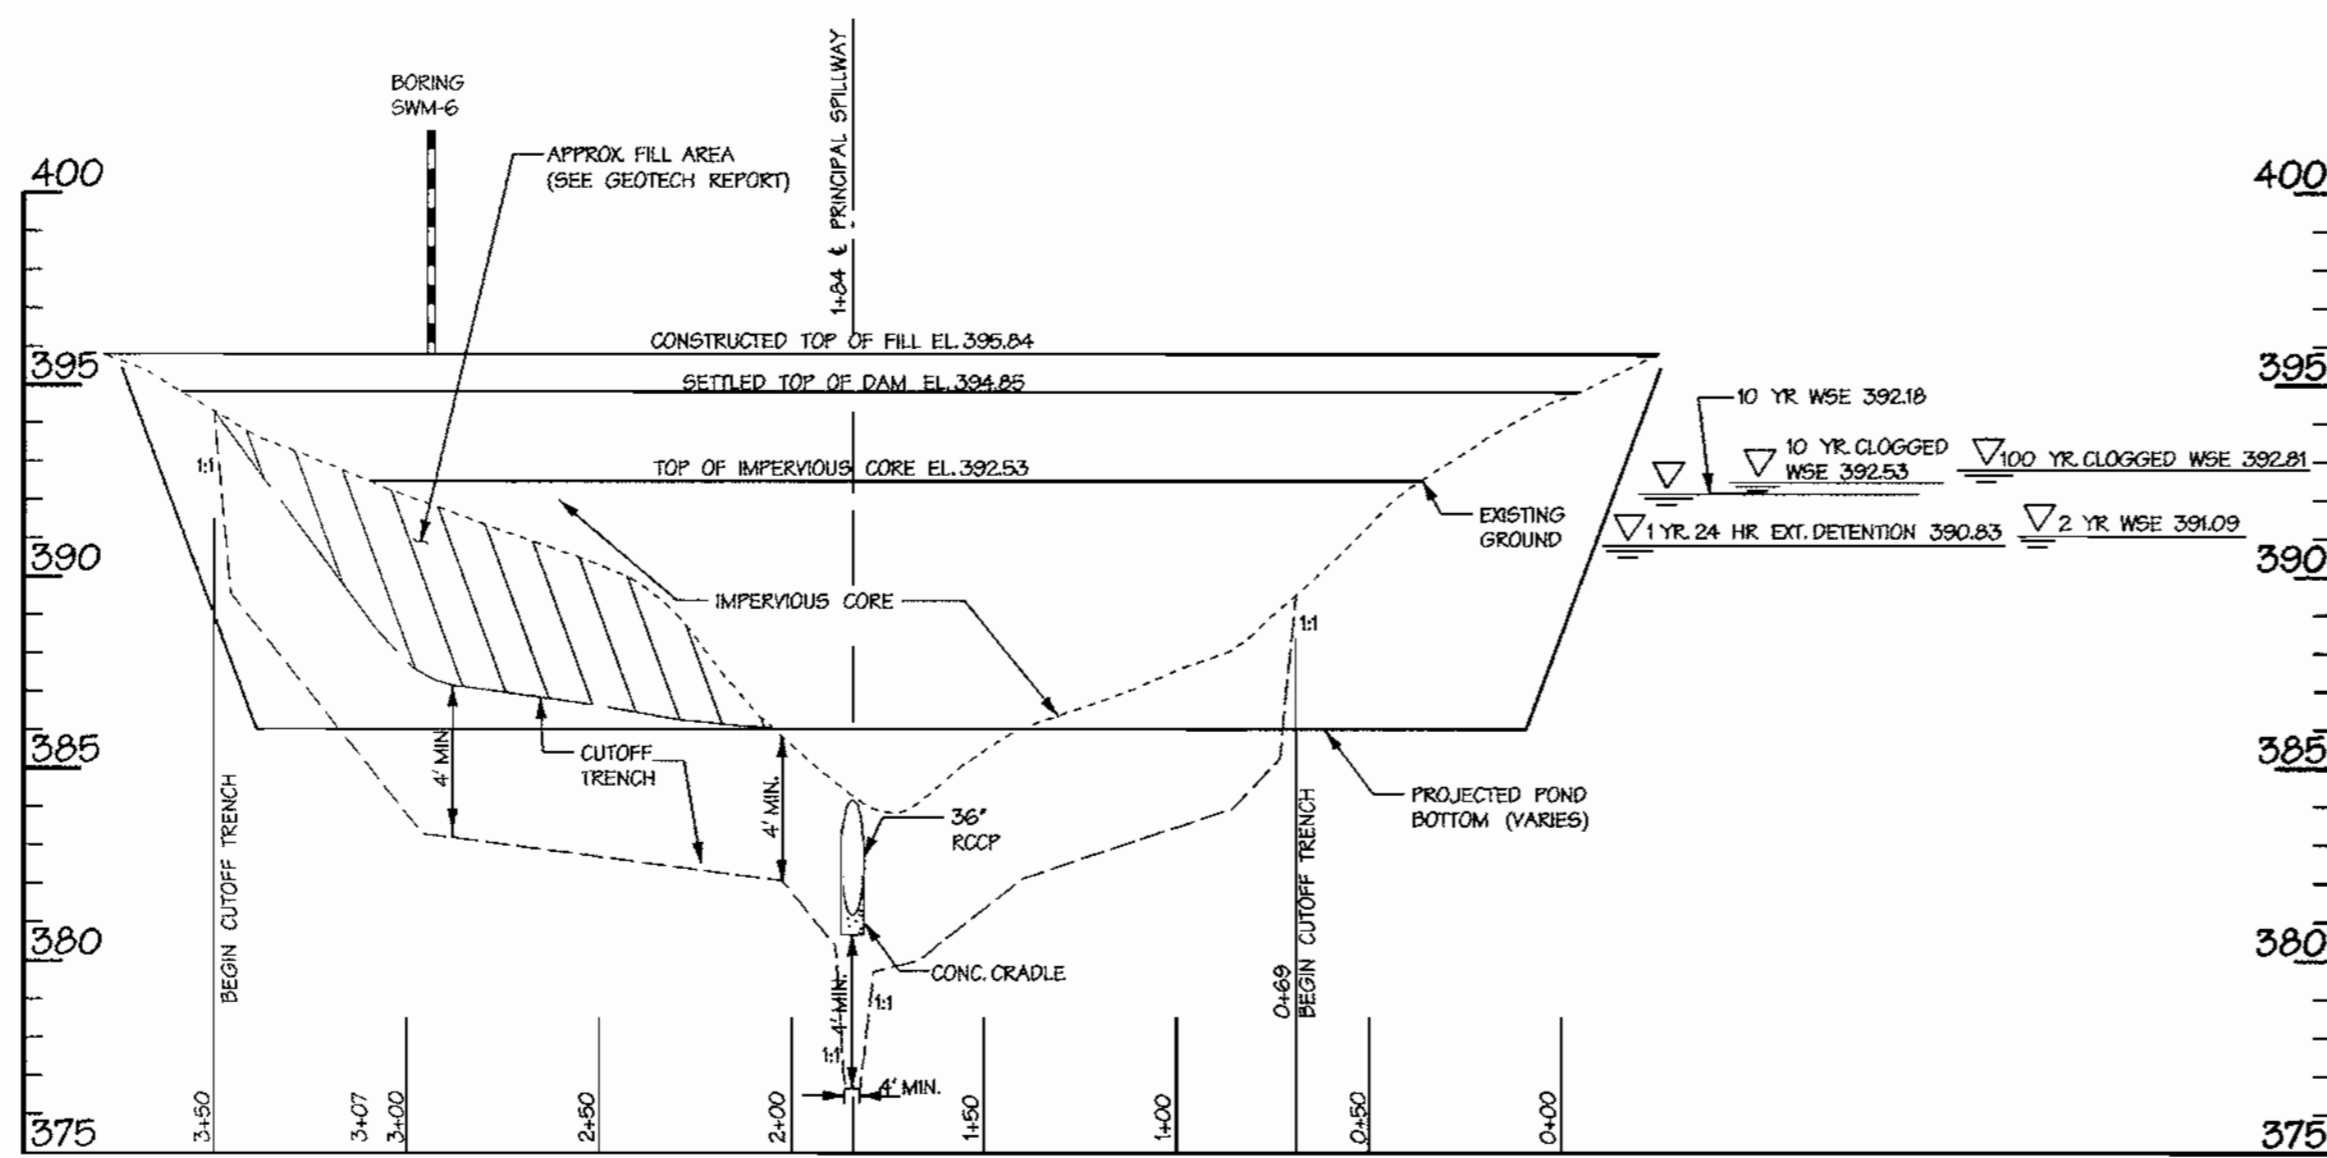 BORING
SWM-6
APPROX. FILL AREA
(SEE GEOTECH REPORT)
1+84 ℄ PRINCIPAL SPILLWAY
400
400
CONSTRUCTED TOP OF FILL EL. 395.84
395
395
SETTLED TOP OF DAM EL. 394.85
10 YR WSE 392.18
10 YR. CLOGGED
WSE 392.53
100 YR. CLOGGED WSE 392.81
1:1
TOP OF IMPERVIOUS CORE EL. 392.53
EXISTING
GROUND
1 YR. 24 HR EXT. DETENTION 390.83
2 YR WSE 391.09
390
390
IMPERVIOUS CORE
1:1
4' MIN.
CUTOFF
TRENCH
385
385
4' MIN.
PROJECTED POND
BOTTOM (VARIES)
36"
RCCP
BEGIN CUTOFF TRENCH
BEGIN CUTOFF TRENCH
0+69
380
380
CONC. CRADLE
4' MIN.
1:1
1:1
4' MIN.
375
3+50
3+07
3+00
2+50
2+00
1+50
1+00
0+50
0+00
375